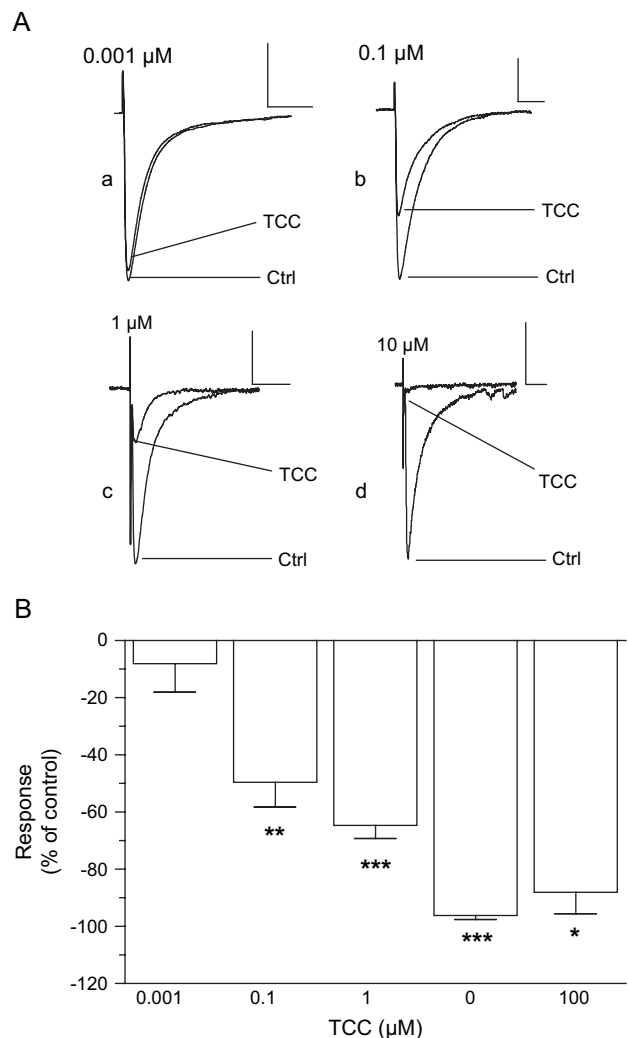 A
0.001 µM
0.1 µM
a
TCC
Ctrl
b
TCC
Ctrl
1 µM
10 µM
c
TCC
Ctrl
d
TCC
Ctrl
B
Response
(% of control)
0
-20
-40
-60
-80
-100
-120
**
***
***
*
0.001
0.1
1
0
100
TCC (µM)